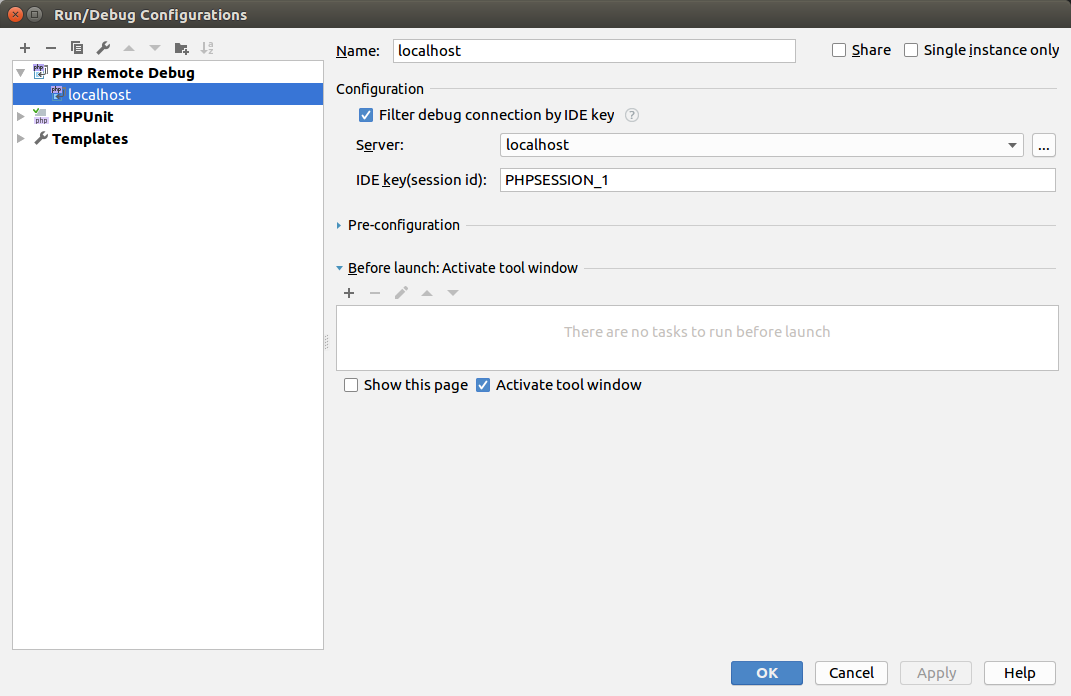 Run/Debug Configurations
PHP Remote Debug
localhost
PHPUnit
Templates
Name: localhost
Share
Single instance only
Configuration
Filter debug connection by IDE key ?
Server: localhost ...
IDE key(session id): PHPSESSION_1
Pre-configuration
Before launch: Activate tool window
There are no tasks to run before launch
Show this page
Activate tool window
OK
Cancel
Apply
Help